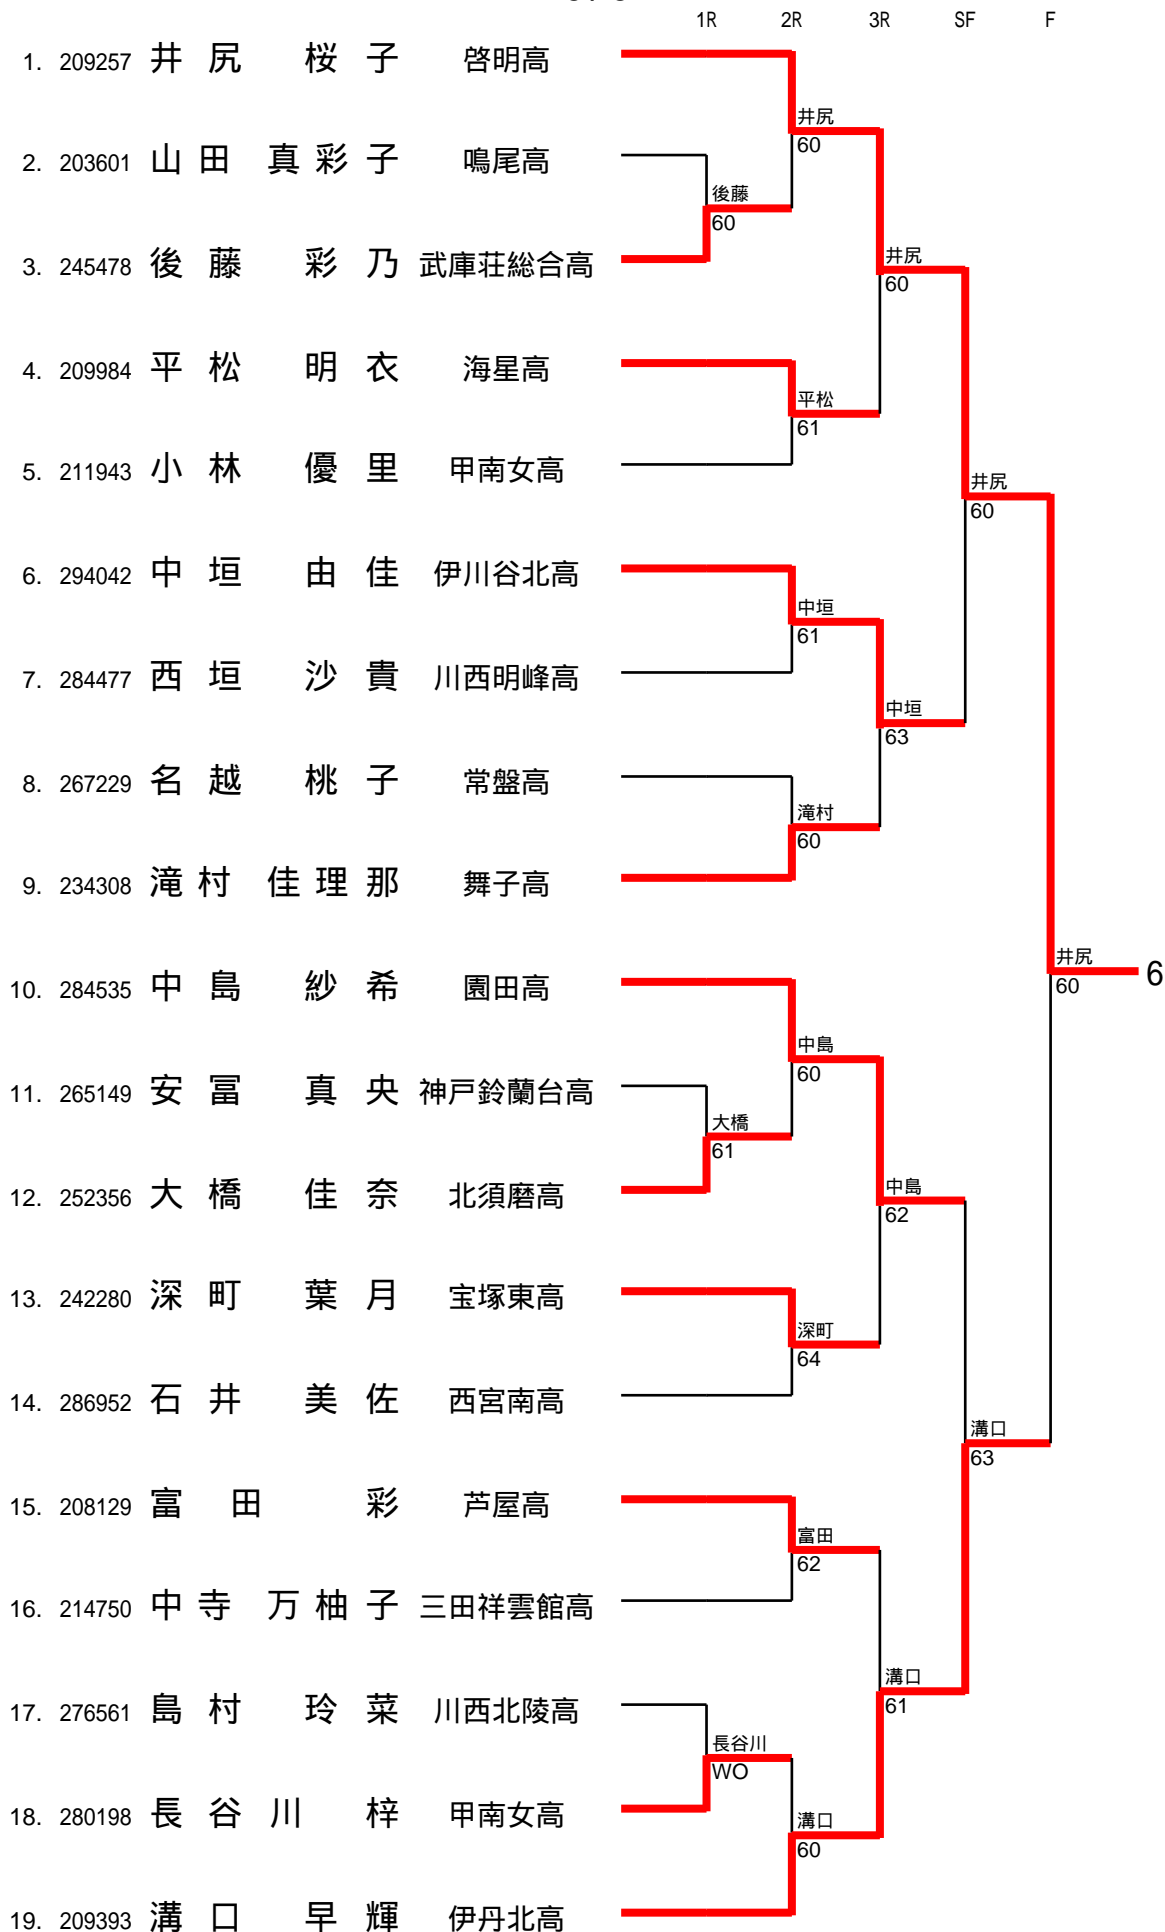 1R 2R 3R SF F
1. 209257 井尻 桜子 啓明高
井尻
60
2. 203601 山田 真彩子 鳴尾高
後藤
60
3. 245478 後藤 彩乃 武庫荘総合高
井尻
60
4. 209984 平松 明衣 海星高
平松
61
5. 211943 小林 優里 甲南女高
井尻
60
6. 294042 中垣 由佳 伊川谷北高
中垣
61
7. 284477 西垣 沙貴 川西明峰高
中垣
63
8. 267229 名越 桃子 常盤高
滝村
60
9. 234308 滝村 佳理那 舞子高
井尻
60
6
10. 284535 中島 紗希 園田高
中島
60
11. 265149 安冨 真央 神戸鈴蘭台高
大橋
61
12. 252356 大橋 佳奈 北須磨高
中島
62
13. 242280 深町 葉月 宝塚東高
深町
64
14. 286952 石井 美佐 西宮南高
溝口
63
15. 208129 富田 彩 芦屋高
富田
62
16. 214750 中寺 万柚子 三田祥雲館高
溝口
61
17. 276561 島村 玲菜 川西北陵高
長谷川
WO
18. 280198 長谷川 梓 甲南女高
溝口
60
19. 209393 溝口 早輝 伊丹北高